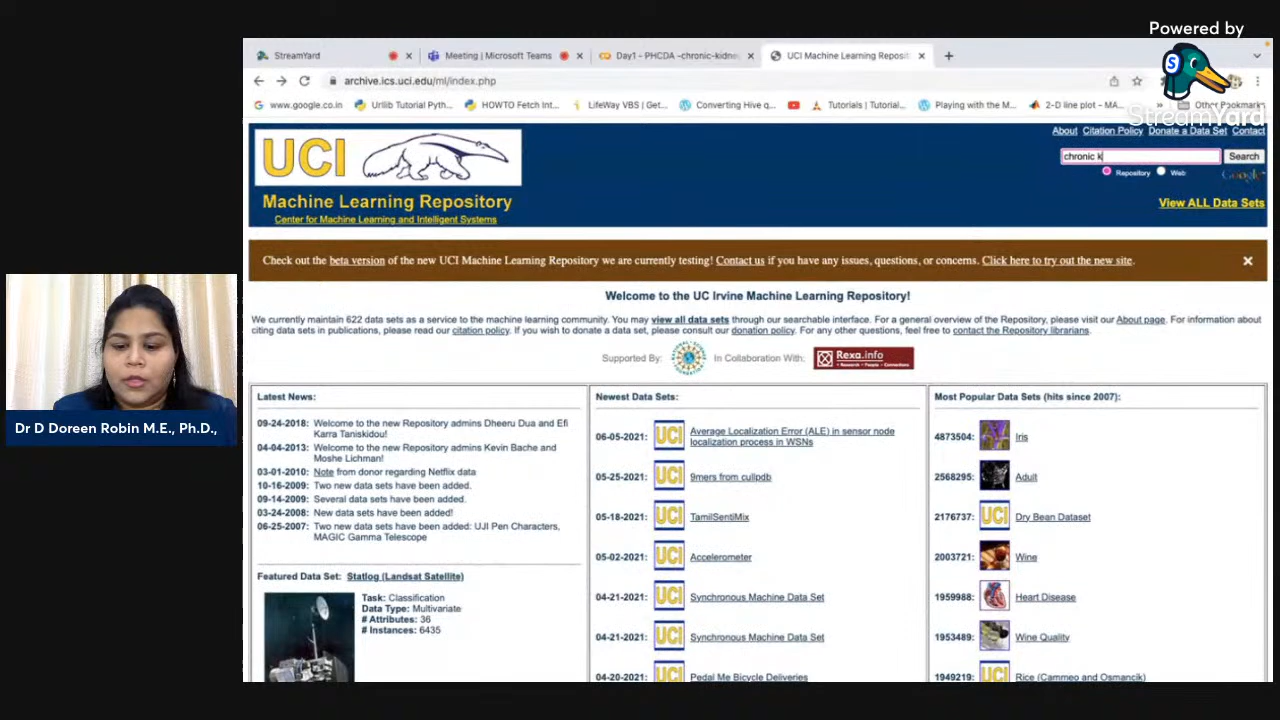 Powered by
StreamYard
StreamYard
Meeting | Microsoft Teams
Day1 - PHCDA -chronic-kidne
UCI Machine Learning Reposit
archive.ics.uci.edu/ml/index.php
www.google.co.in
Urllib Tutorial Pyth...
HOWTO Fetch Int...
LifeWay VBS | Get...
Converting Hive q...
Tutorials | Tutorial...
Playing with the M...
2-D line plot - MA...
Other Bookmarks
About Citation Policy Donate a Data Set Contact
UCI
chronic k
Search
Repository
Web
Google
Machine Learning Repository
Center for Machine Learning and Intelligent Systems
View ALL Data Sets
Check out the beta version of the new UCI Machine Learning Repository we are currently testing! Contact us if you have any issues, questions, or concerns. Click here to try out the new site.
Welcome to the UC Irvine Machine Learning Repository!
We currently maintain 622 data sets as a service to the machine learning community. You may view all data sets through our searchable interface. For a general overview of the Repository, please visit our About page. For information about
citing data sets in publications, please read our citation policy. If you wish to donate a data set, please consult our donation policy. For any other questions, feel free to contact the Repository librarians.
Supported By:
In Collaboration With:
Rexa.info
Latest News:
09-24-2018: Welcome to the new Repository admins Dheeru Dua and Efi
Karra Taniskidou!
04-04-2013: Welcome to the new Repository admins Kevin Bache and
Moshe Lichman!
03-01-2010: Note from donor regarding Netflix data
10-16-2009: Two new data sets have been added.
09-14-2009: Several data sets have been added.
03-24-2008: New data sets have been added!
06-25-2007: Two new data sets have been added: UJI Pen Characters,
MAGIC Gamma Telescope
Featured Data Set: Statlog (Landsat Satellite)
Task: Classification
Data Type: Multivariate
# Attributes: 36
# Instances: 6435
Newest Data Sets:
06-05-2021: UCI Average Localization Error (ALE) in sensor node
localization process in WSNs
05-25-2021: UCI 9mers from cullpdb
05-18-2021: UCI TamilSentiMix
05-02-2021: UCI Accelerometer
04-21-2021: UCI Synchronous Machine Data Set
04-21-2021: UCI Synchronous Machine Data Set
04-20-2021: UCI Pedal Me Bicycle Deliveries
Most Popular Data Sets (hits since 2007):
4873504: Iris
2568295: Adult
2176737: UCI Dry Bean Dataset
2003721: Wine
1959988: Heart Disease
1953489: Wine Quality
1949219: UCI Rice (Cammeo and Osmancik)
Dr D Doreen Robin M.E., Ph.D.,